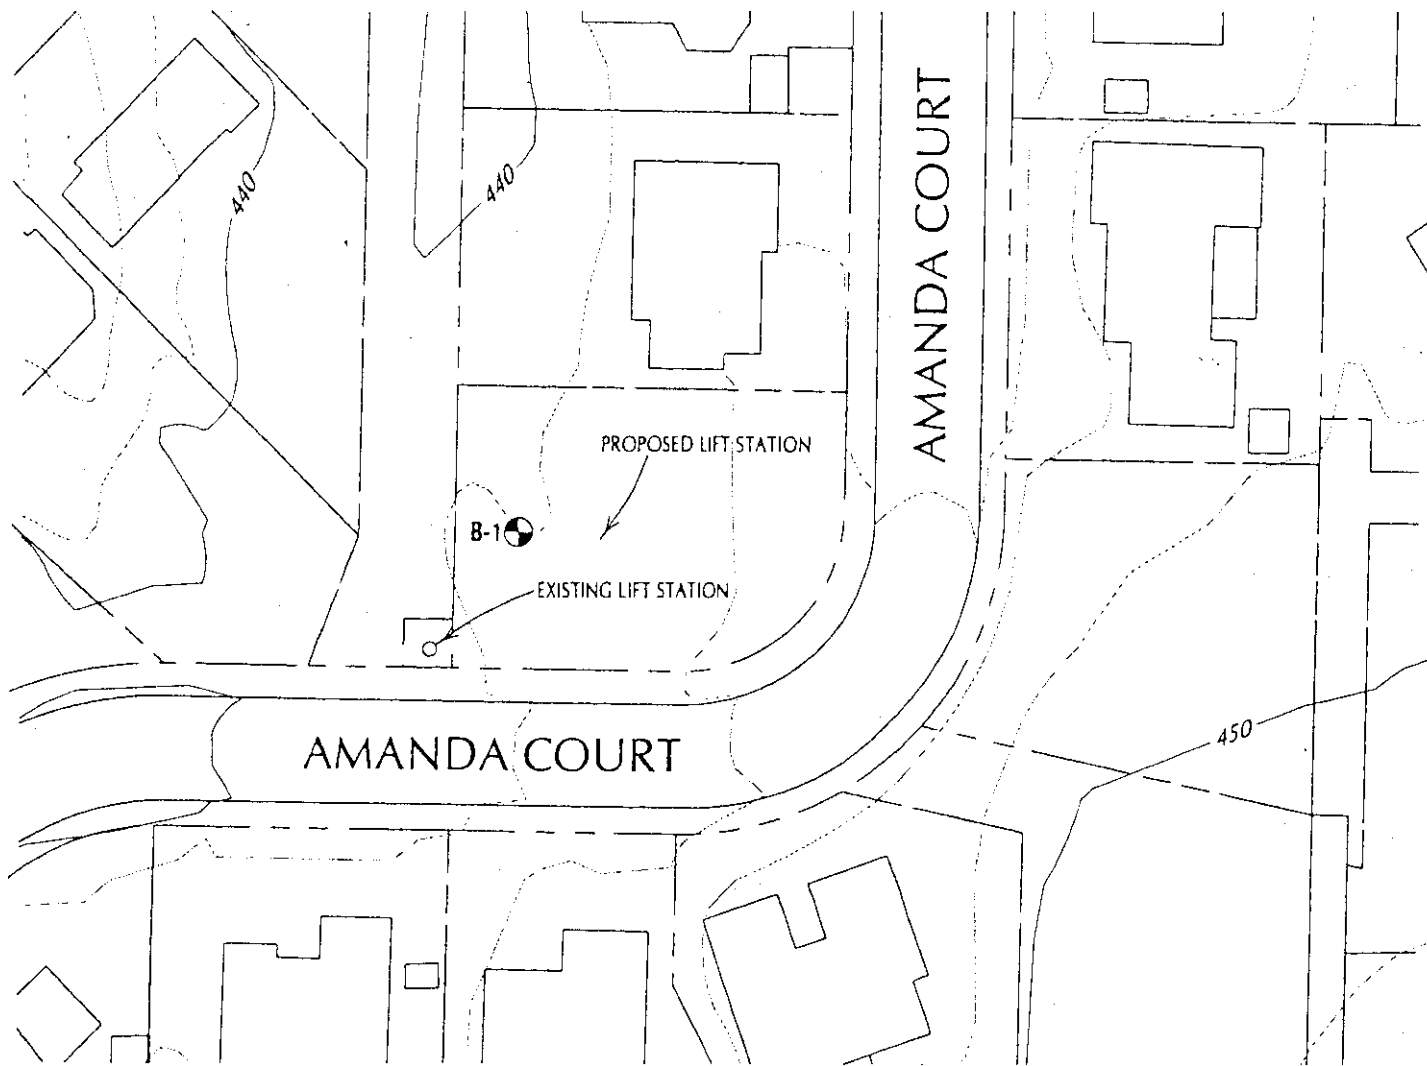 AMANDA COURT
440
440
PROPOSED LIFT STATION
B-1
EXISTING LIFT STATION
450
AMANDA COURT